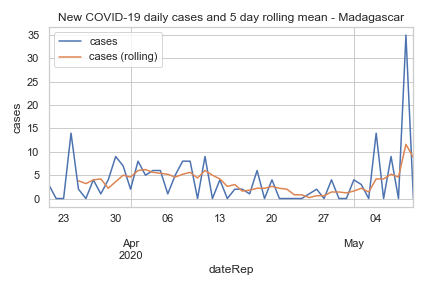 New COVID-19 daily cases and 5 day rolling mean - Madagascar
cases
cases (rolling)
35
30
25
20
15
10
5
0
cases
23
30
06
13
20
27
04
Apr
2020
May
dateRep